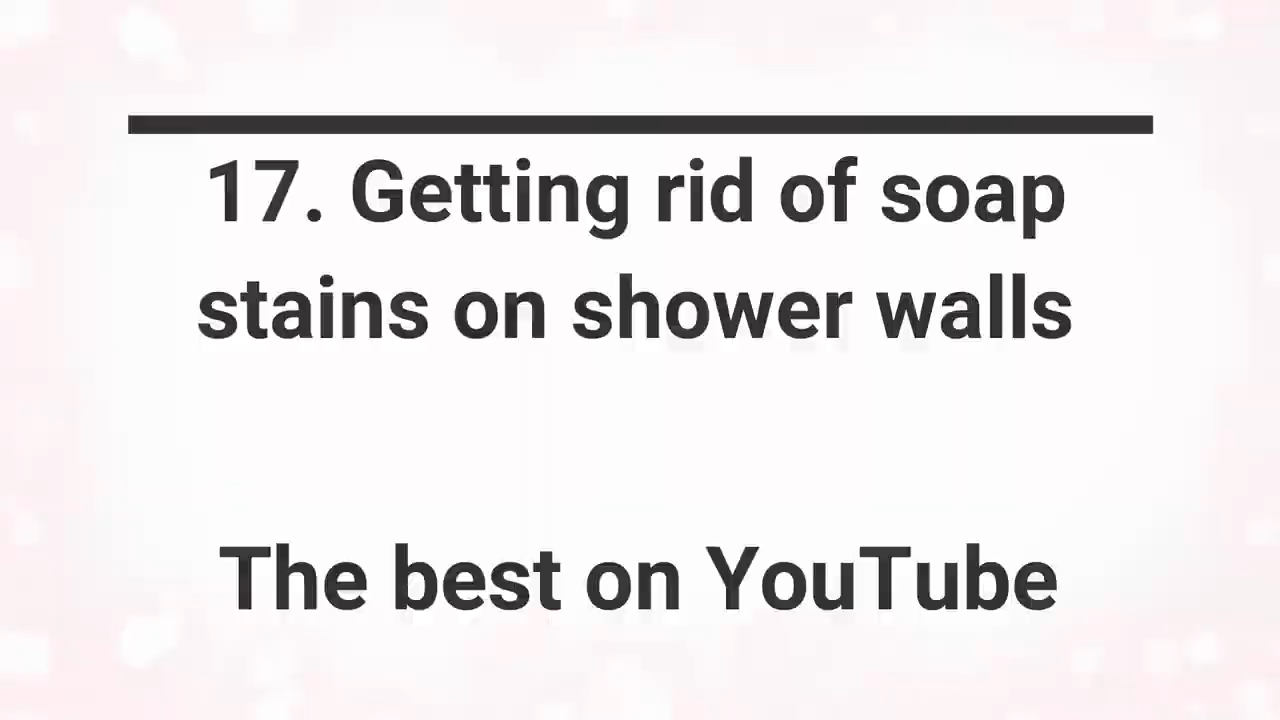 17. Getting rid of soap
stains on shower walls
The best on YouTube